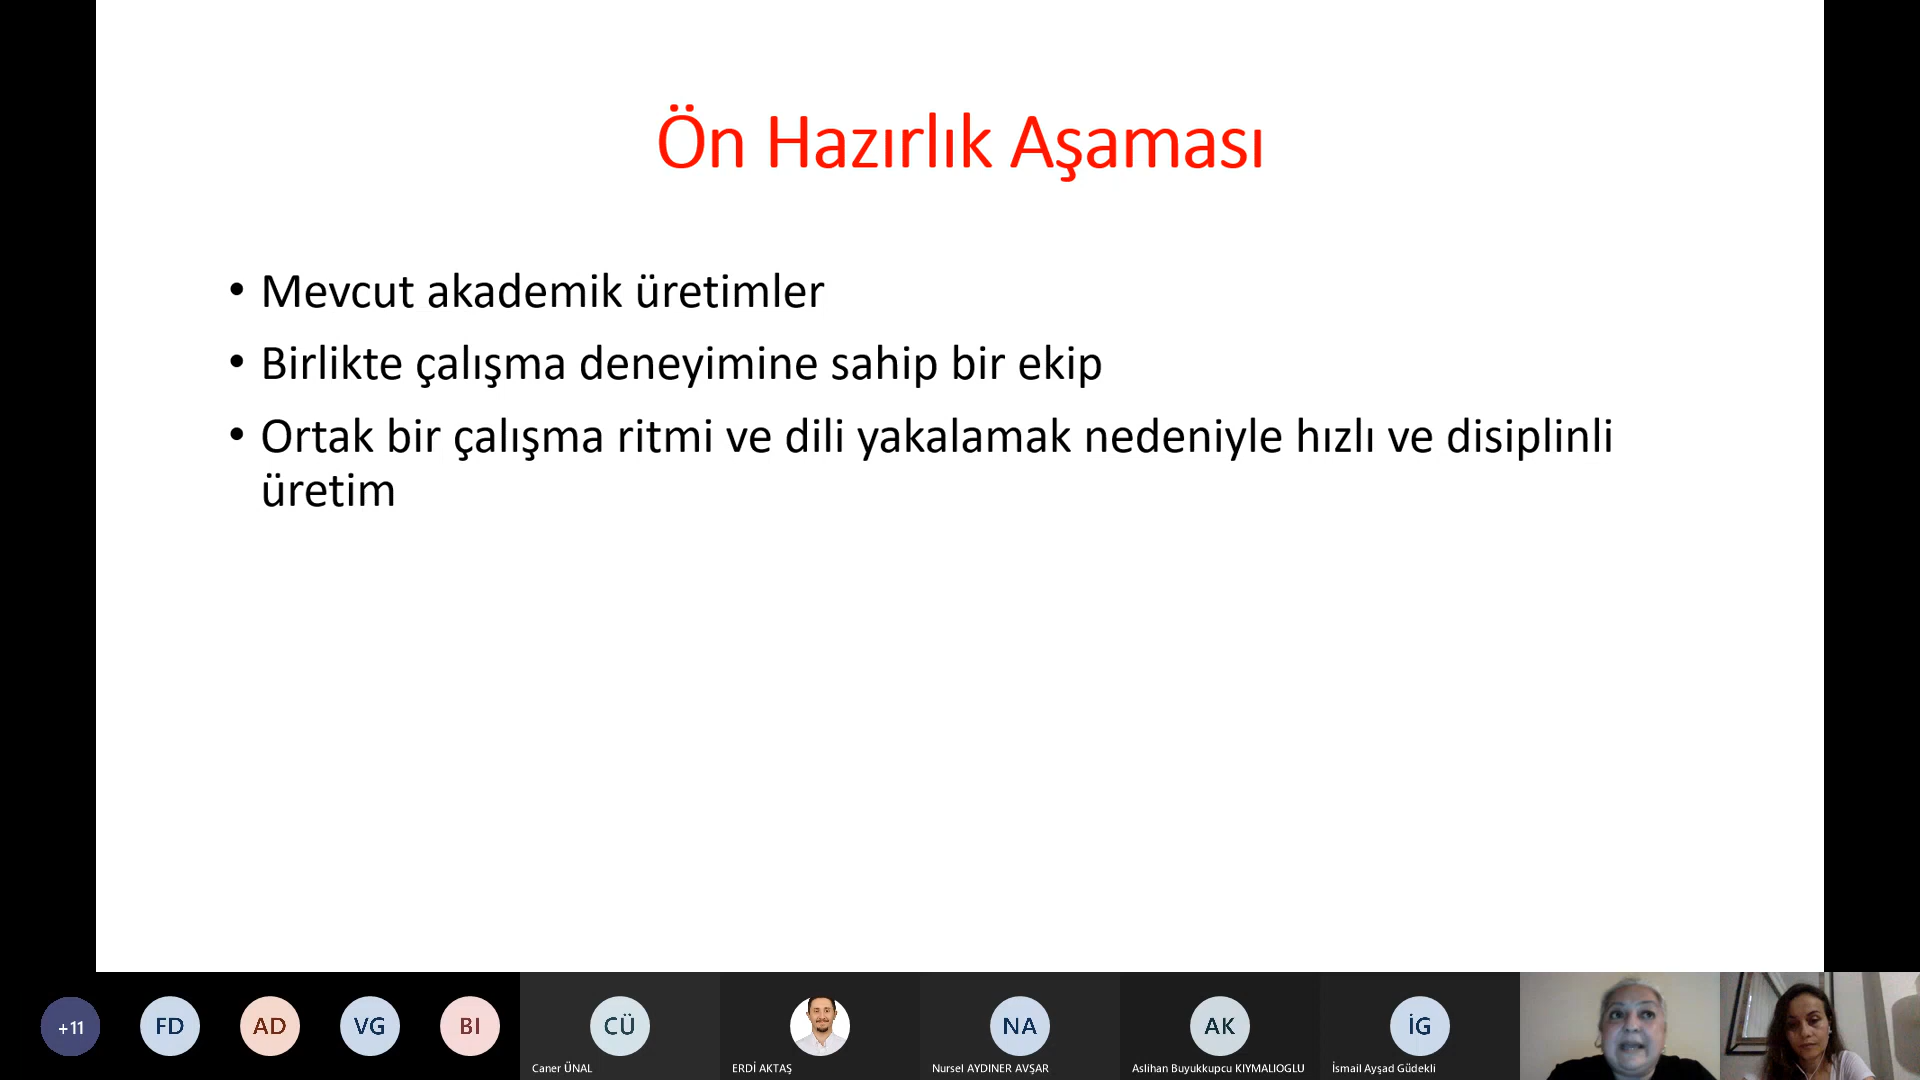 Ön Hazırlık Aşaması
• Mevcut akademik üretimler
• Birlikte çalışma deneyimine sahip bir ekip
• Ortak bir çalışma ritmi ve dili yakalamak nedeniyle hızlı ve disiplinli
üretim
+11
FD
AD
VG
BI
CÜ
NA
AK
İG
Caner ÜNAL
ERDİ AKTAŞ
Nursel AYDINER AVŞAR
Aslihan Buyukkupcu KIYMALIOGLU
İsmail Ayşad Güdekli